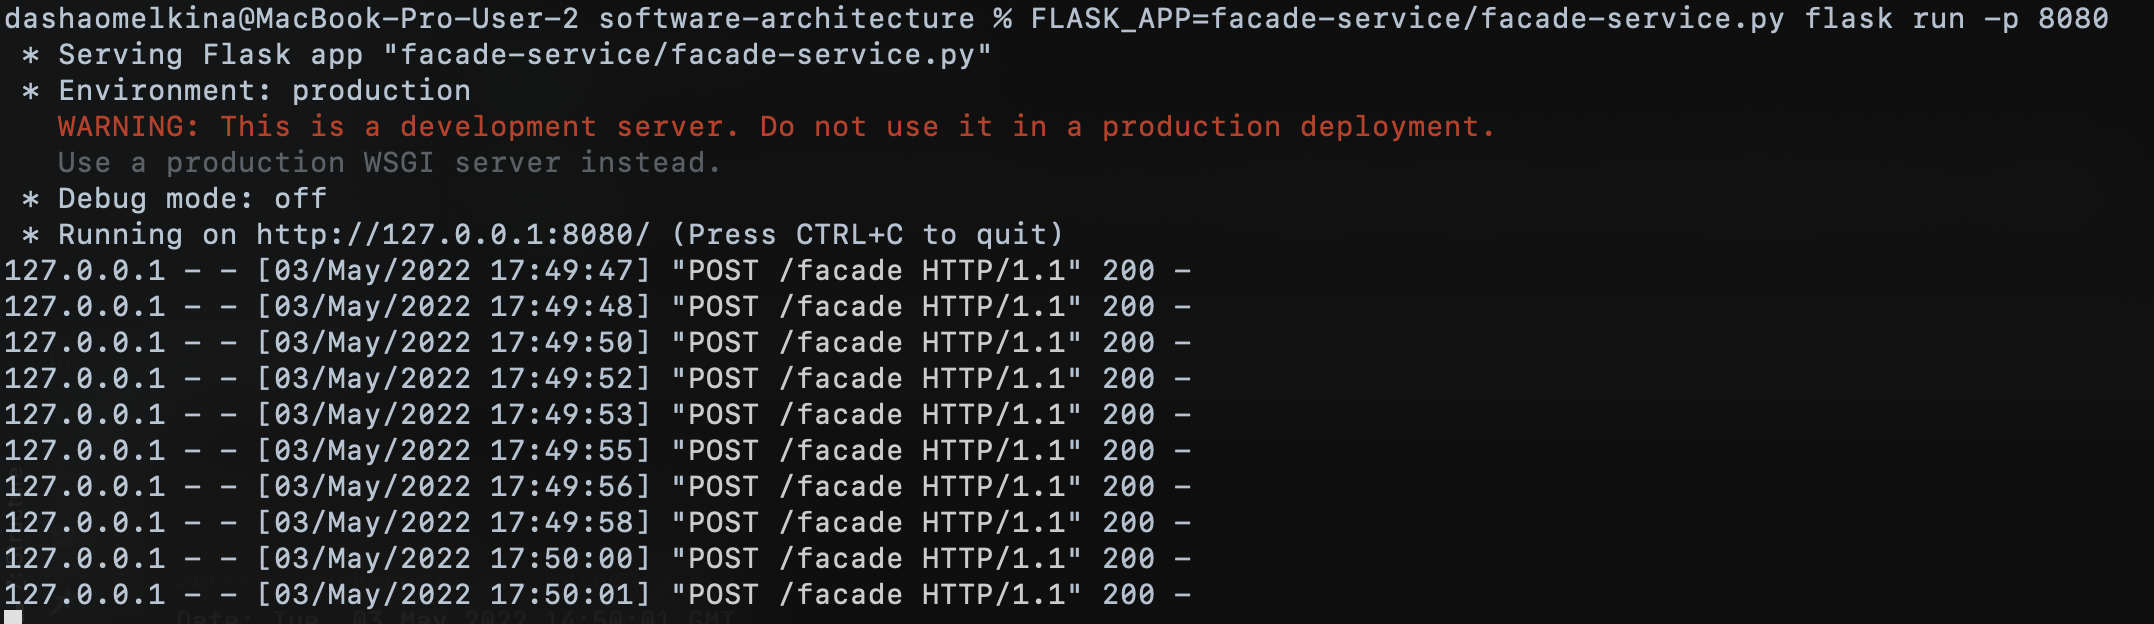 dashaomelkina@MacBook-Pro-User-2 software-architecture % FLASK_APP=facade-service/facade-service.py flask run -p 8080
 * Serving Flask app "facade-service/facade-service.py"
 * Environment: production
   WARNING: This is a development server. Do not use it in a production deployment.
   Use a production WSGI server instead.
 * Debug mode: off
 * Running on http://127.0.0.1:8080/ (Press CTRL+C to quit)
127.0.0.1 - - [03/May/2022 17:49:47] "POST /facade HTTP/1.1" 200 -
127.0.0.1 - - [03/May/2022 17:49:48] "POST /facade HTTP/1.1" 200 -
127.0.0.1 - - [03/May/2022 17:49:50] "POST /facade HTTP/1.1" 200 -
127.0.0.1 - - [03/May/2022 17:49:52] "POST /facade HTTP/1.1" 200 -
127.0.0.1 - - [03/May/2022 17:49:53] "POST /facade HTTP/1.1" 200 -
127.0.0.1 - - [03/May/2022 17:49:55] "POST /facade HTTP/1.1" 200 -
127.0.0.1 - - [03/May/2022 17:49:56] "POST /facade HTTP/1.1" 200 -
127.0.0.1 - - [03/May/2022 17:49:58] "POST /facade HTTP/1.1" 200 -
127.0.0.1 - - [03/May/2022 17:50:00] "POST /facade HTTP/1.1" 200 -
127.0.0.1 - - [03/May/2022 17:50:01] "POST /facade HTTP/1.1" 200 -
Date: Tue, 03 May 2022 14:50:01 GMT